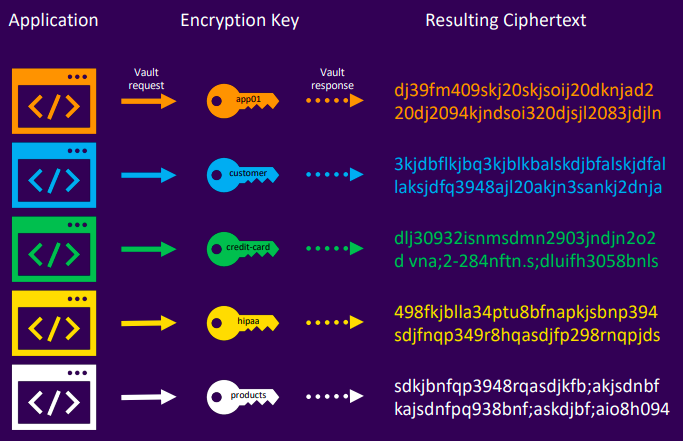 Application Encryption Key Resulting Ciphertext
Vault request
Vault response
</> app01 dj39fm409skj20skjsoij20dknjad2
20dj2094kjndsoi320djsjl2083jdjln
</> customer 3kjdbflkjbq3kjblkbalskdjbfalskjdfal
laksjdfq3948ajl20akjn3sankj2dnja
</> credit-card dlj30932isnmsdmn2903jndjn2o2
d vna;2-284nftn.s;dluifh3058bnls
</> hipaa 498fkjblla34ptu8bfnapkjsbnp394
sdjfnqp349r8hqasdjfp298rnqpjds
</> products sdkjbnfqp3948rqasdjkfb;akjsdnbf
kajsdnfpq938bnf;askdjbf;aio8h094